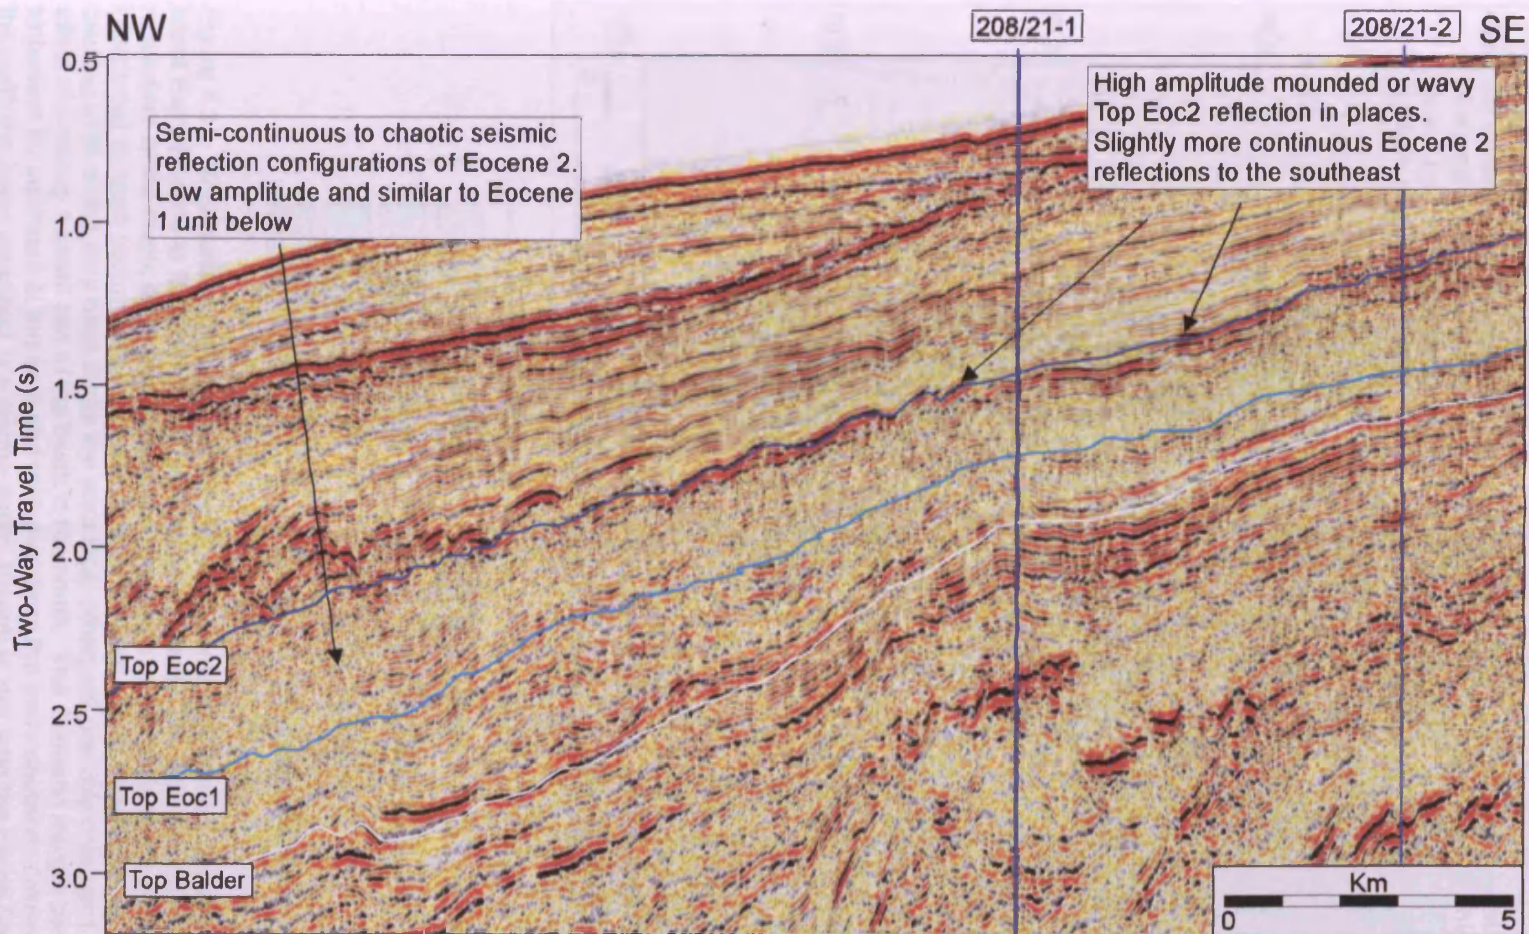 NW
208/21-1
208/21-2
SE
0.5
1.0
1.5
2.0
2.5
3.0
Two-Way Travel Time (s)
Semi-continuous to chaotic seismic
reflection configurations of Eocene 2.
Low amplitude and similar to Eocene
1 unit below
High amplitude mounded or wavy
Top Eoc2 reflection in places.
Slightly more continuous Eocene 2
reflections to the southeast
Top Eoc2
Top Eoc1
Top Balder
Km
0
5